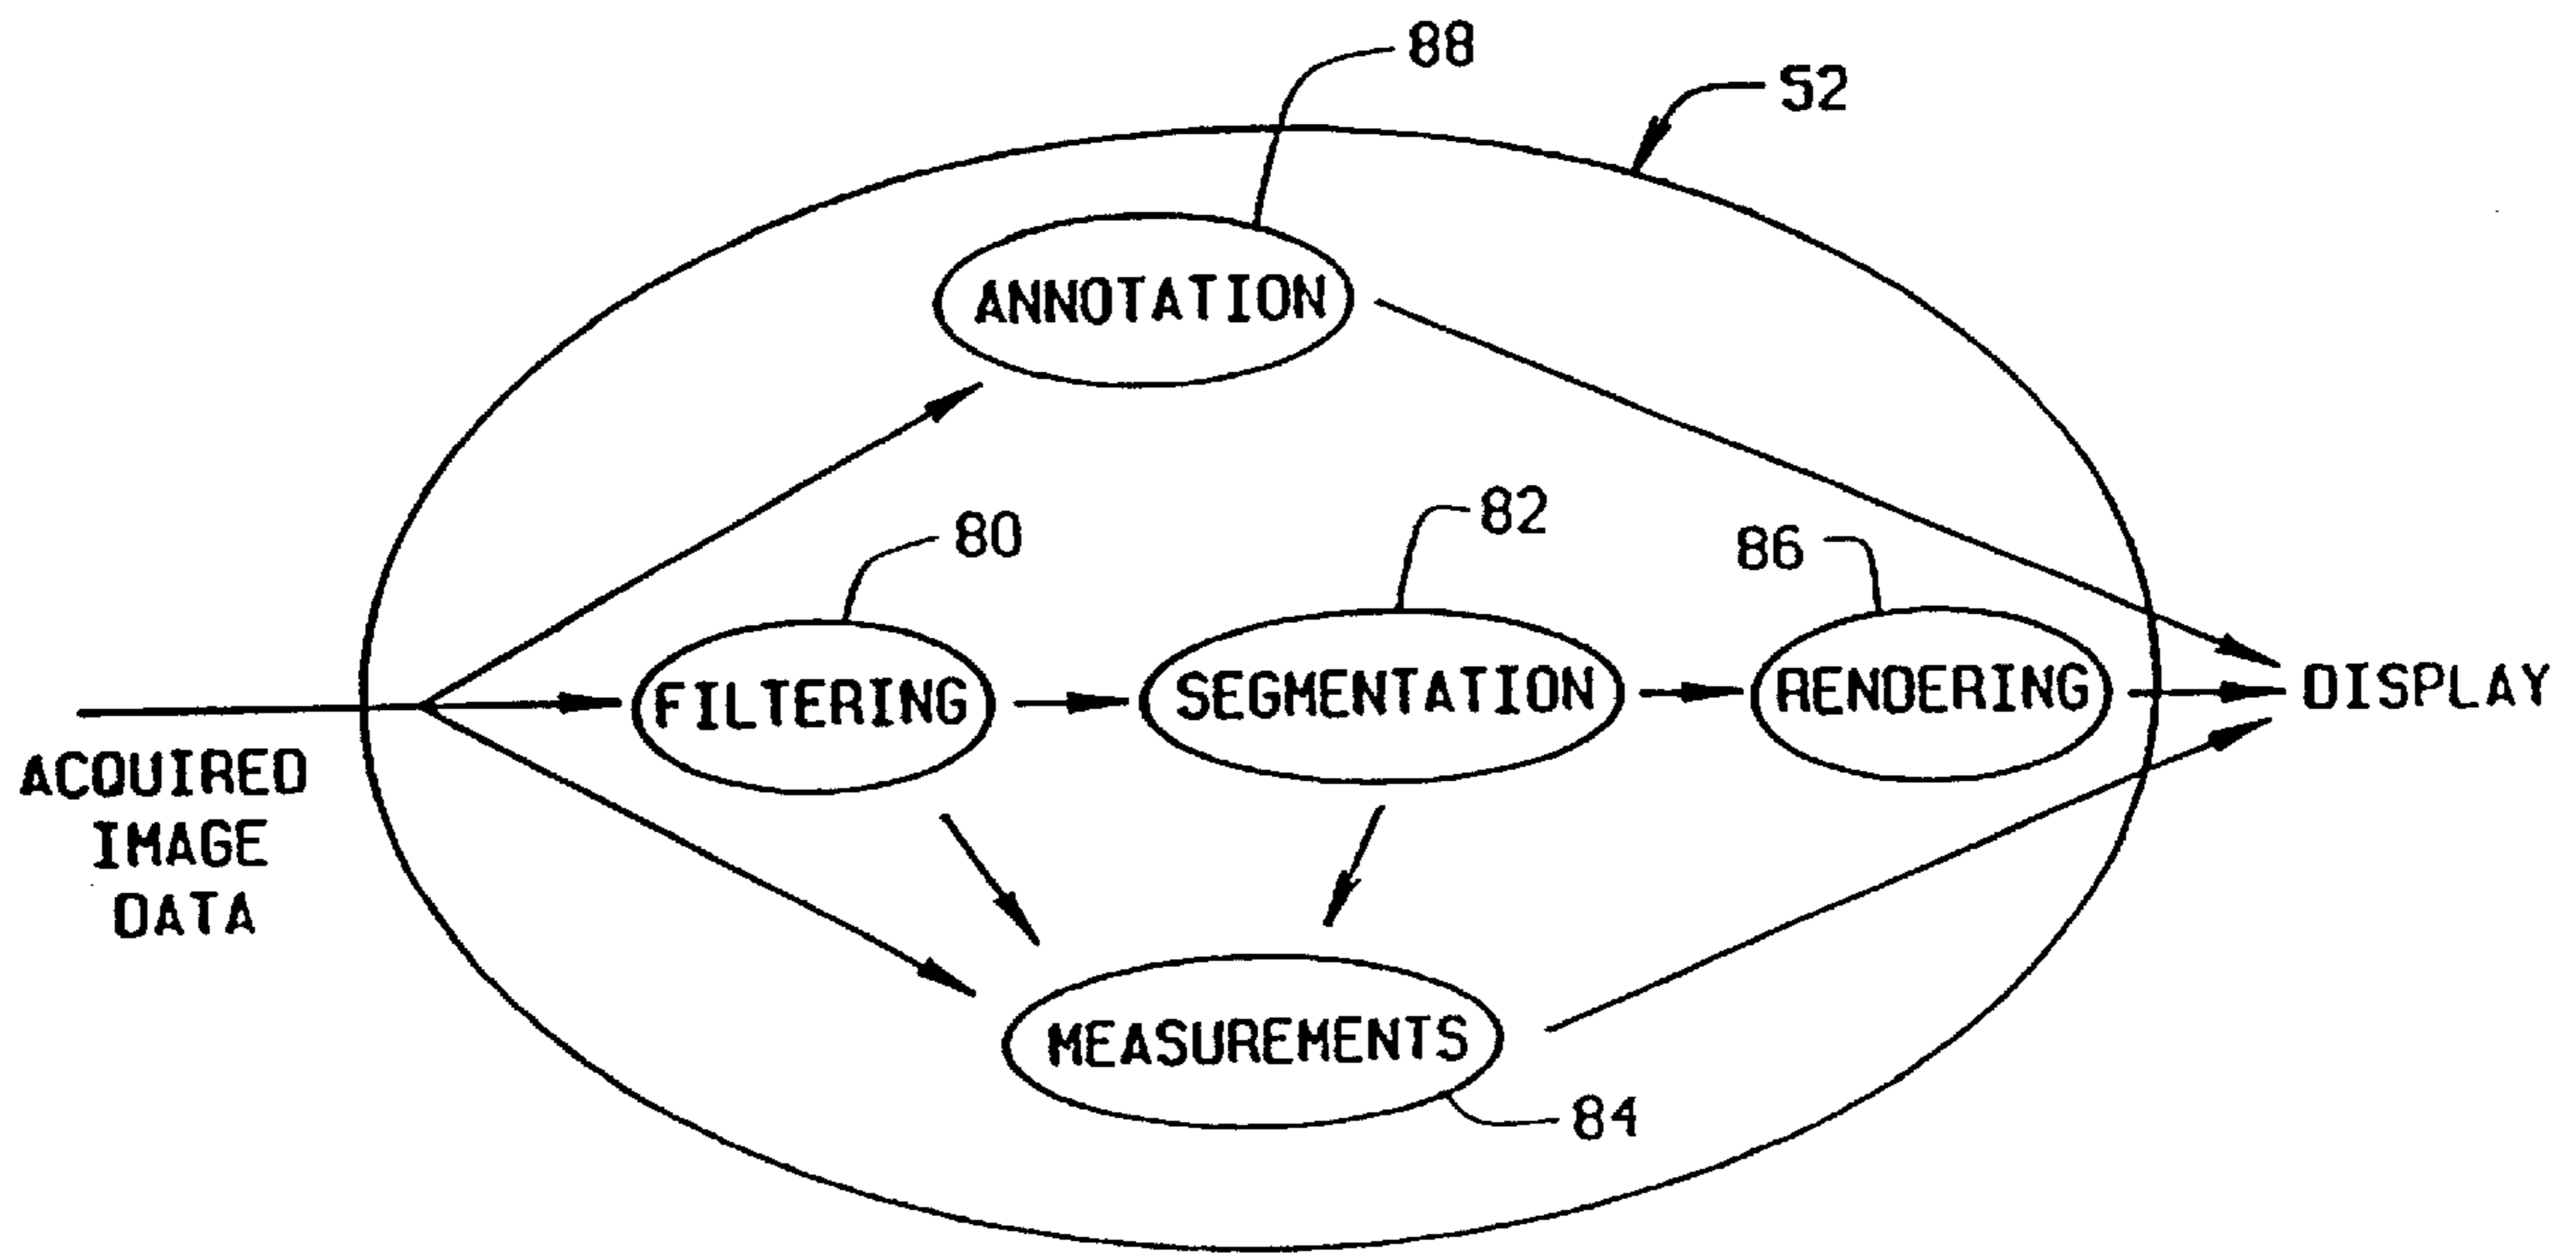 88
52
ANNOTATION
80
82
86
FILTERING
SEGMENTATION
RENDERING
DISPLAY
ACQUIRED
IMAGE
DATA
MEASUREMENTS
84